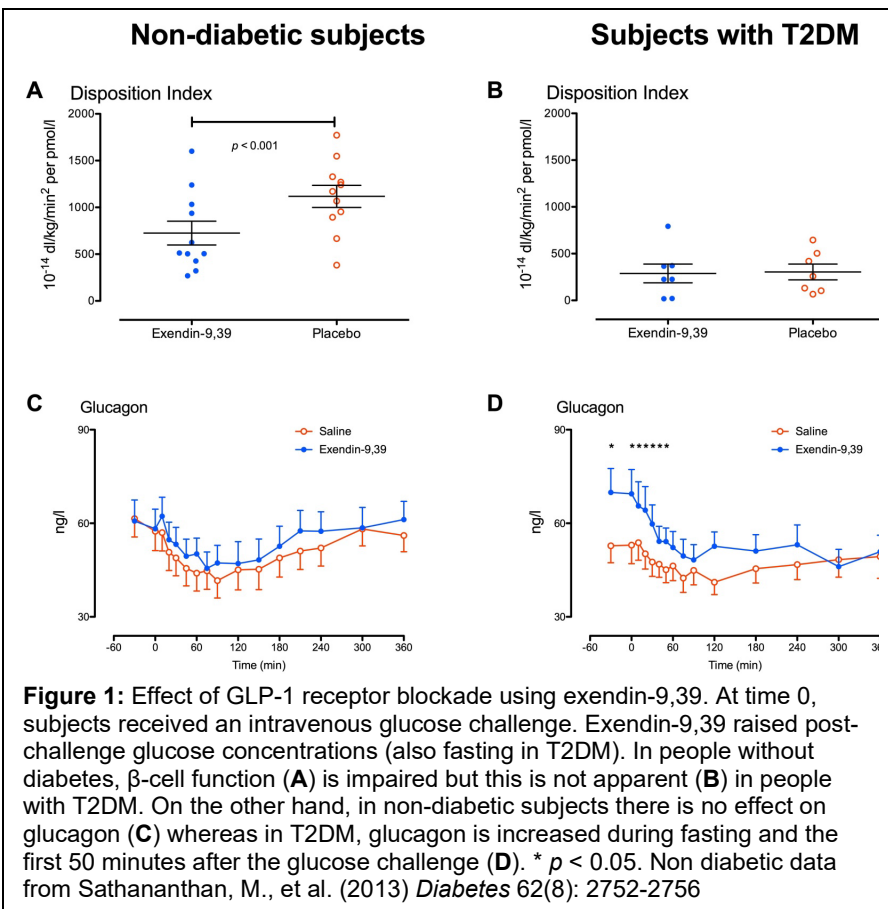 Non-diabetic subjects
Subjects with T2DM
A
Disposition Index
2000
1500
1000
500
0
10-14 dl/kg/min2 per pmol/l
p < 0.001
Exendin-9,39
Placebo
B
Disposition Index
2000
1500
1000
500
0
10-14 dl/kg/min2 per pmol/l
Exendin-9,39
Placebo
C
Glucagon
Saline
Exendin-9,39
90
60
30
ng/l
-60
0
60
120
180
240
300
360
Time (min)
D
Glucagon
* ******
Saline
Exendin-9,39
90
60
30
ng/l
-60
0
60
120
180
240
300
Time (min)
Figure 1: Effect of GLP-1 receptor blockade using exendin-9,39. At time 0,
subjects received an intravenous glucose challenge. Exendin-9,39 raised post-
challenge glucose concentrations (also fasting in T2DM). In people without
diabetes, β-cell function (A) is impaired but this is not apparent (B) in people
with T2DM. On the other hand, in non-diabetic subjects there is no effect on
glucagon (C) whereas in T2DM, glucagon is increased during fasting and the
first 50 minutes after the glucose challenge (D). * p < 0.05. Non diabetic data
from Sathananthan, M., et al. (2013) Diabetes 62(8): 2752-2756